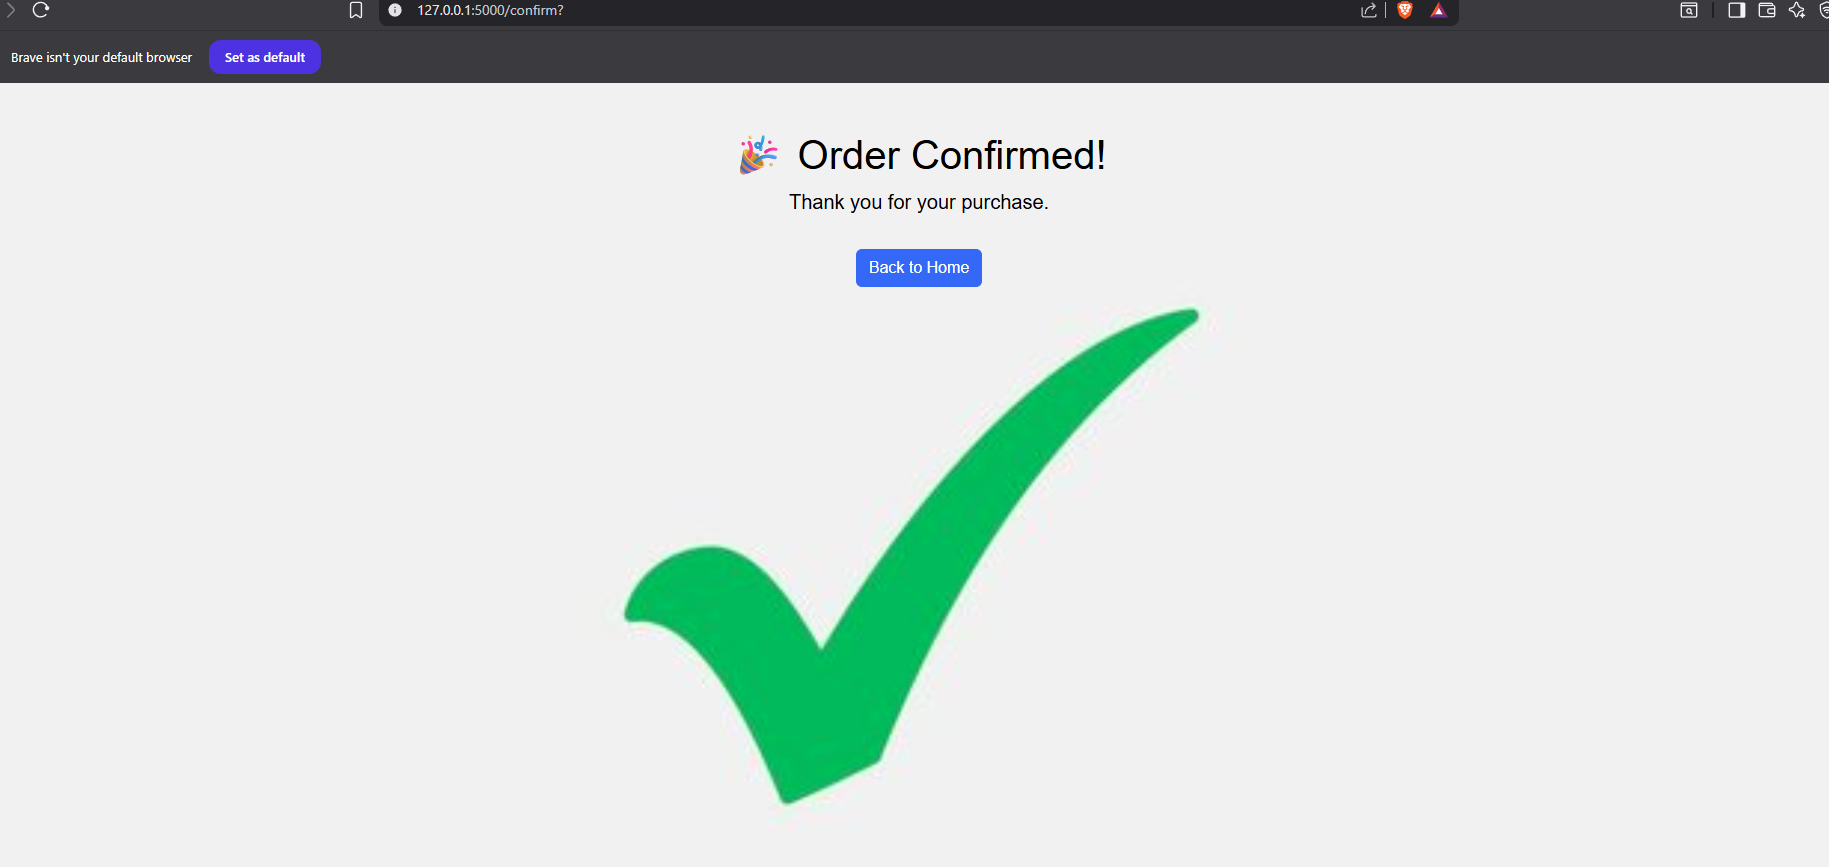 127.0.0.1:5000/confirm?
Brave isn't your default browser
Set as default
🎉 Order Confirmed!
Thank you for your purchase.
Back to Home